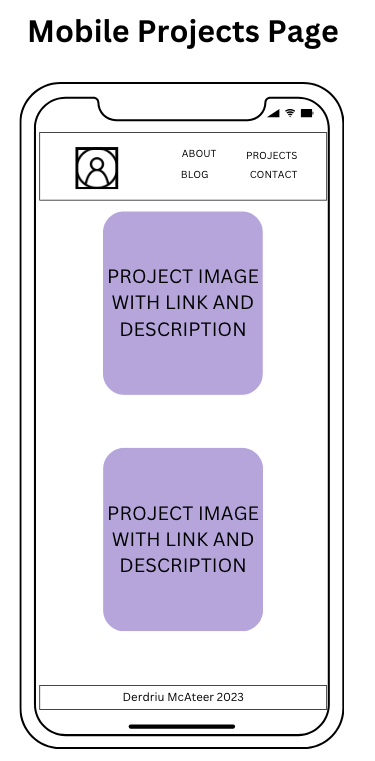 Mobile Projects Page
ABOUT PROJECTS
BLOG CONTACT
PROJECT IMAGE
WITH LINK AND
DESCRIPTION
PROJECT IMAGE
WITH LINK AND
DESCRIPTION
Derdriu McAteer 2023